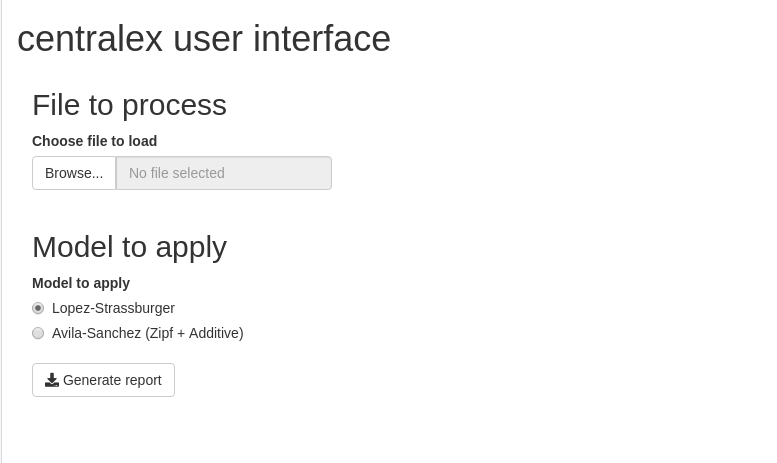 centralex user interface
File to process
Choose file to load
Browse... No file selected
Model to apply
Model to apply
Lopez-Strassburger
Avila-Sanchez (Zipf + Additive)
Generate report